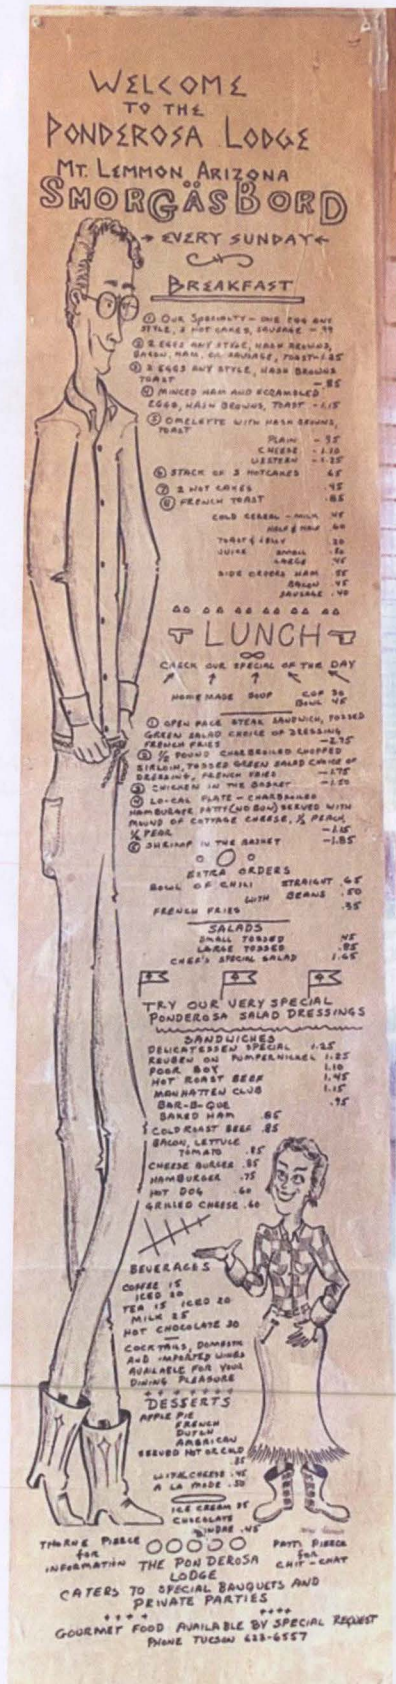 WELCOME
TO THE
PONDEROSA LODGE
MT. LEMMON ARIZONA
SMORGÄSBORD
EVERY SUNDAY
BREAKFAST
① OUR SPECIALTY - ONE EGG ANY
STYLE, 2 HOT CAKES, SAUSAGE - .99
② 2 EGGS ANY STYLE, HASH BROWNS,
BACON, HAM, OR SAUSAGE, TOAST - 1.25
③ 2 EGGS ANY STYLE, HASH BROWNS
TOAST - .85
④ MINCED HAM AND SCRAMBLED
EGGS, HASH BROWNS, TOAST - 1.15
⑤ OMELETTE WITH HASH BROWNS,
TOAST
PLAIN - .95
CHEESE - 1.10
WESTERN - 1.25
⑥ STACK OF 3 HOTCAKES .65
⑦ 2 HOT CAKES .45
⑧ FRENCH TOAST .85
COLD CEREAL - MILK .45
HALF & HALF .60
TOAST & JELLY .20
JUICE SMALL
LARGE .45
SIDE ORDERS HAM .55
BACON .45
SAUSAGE .40
LUNCH
CHECK OUR SPECIAL OF THE DAY
HOMEMADE SOUP CUP 30
BOWL 45
① OPEN FACE STEAK SANDWICH, TOSSED
GREEN SALAD CHOICE OF DRESSING
FRENCH FRIES - 2.75
② ½ POUND CHARBROILED CHOPPED
SIRLOIN, TOSSED GREEN SALAD CHOICE OF
DRESSING, FRENCH FRIES - 1.75
③ CHICKEN IN THE BASKET - 1.50
④ LO-CAL PLATE - CHARBROILED
HAMBURGER PATTY (NO BUN) SERVED WITH
MOUND OF COTTAGE CHEESE, ½ PEACH,
½ PEAR - 1.15
⑤ SHRIMP IN THE BASKET - 1.85
EXTRA ORDERS
BOWL OF CHILI STRAIGHT .65
WITH BEANS .50
FRENCH FRIES .35
SALADS
SMALL TOSSED .45
LARGE TOSSED .85
CHEF'S SPECIAL SALAD 1.65
TRY OUR VERY SPECIAL
PONDEROSA SALAD DRESSINGS
SANDWICHES
DELICATESSEN SPECIAL 1.25
REUBEN ON PUMPERNICKEL 1.25
POOR BOY 1.10
HOT ROAST BEEF 1.45
MANHATTEN CLUB 1.15
BAR-B-QUE .95
BAKED HAM .85
COLD ROAST BEEF .85
BACON, LETTUCE
TOMATO .85
CHEESE BURGER .85
HAMBURGER .75
HOT DOG .60
GRILLED CHEESE .60
BEVERAGES
COFFEE 15
ICED 20
TEA 15 ICED 20
MILK 25
HOT CHOCOLATE 20
COCKTAILS, DOMESTIC
AND IMPORTED WINES
AVAILABLE FOR YOUR
DINING PLEASURE
DESSERTS
APPLE PIE
FRENCH
DUTCH
AMERICAN
SERVED HOT OR COLD
.35
WITH CHEESE .45
A LA MODE .50
ICE CREAM 25
CHOCOLATE
SUNDAE .45
THORNE PIERCE
for
INFORMATION
PATTI PIERCE
for
CHIT-CHAT
THE PONDEROSA
LODGE
CATERS TO SPECIAL BAUQUETS AND
PRIVATE PARTIES
GOURMET FOOD AVAILABLE BY SPECIAL REQUEST
PHONE TUCSON 623-6557